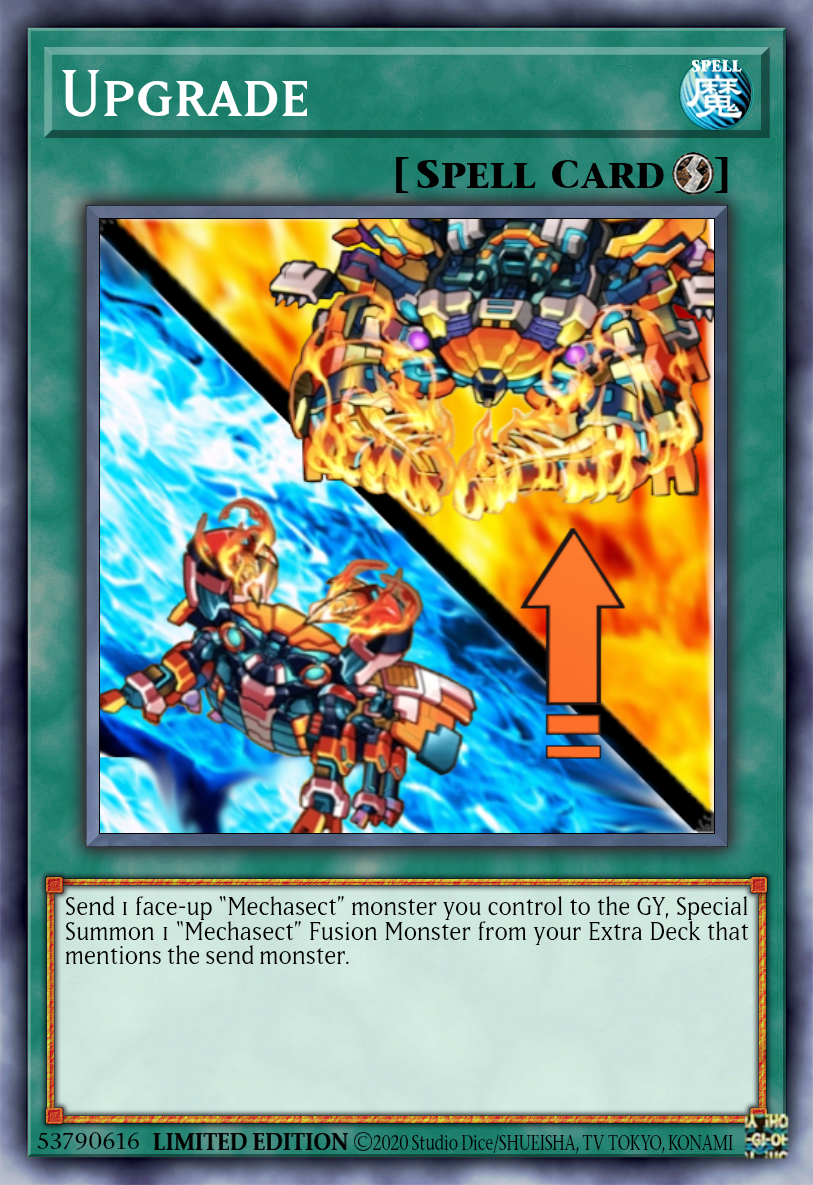 UPGRADE
SPELL
魔
[SPELL CARD]
Send 1 face-up "Mechasect" monster you control to the GY, Special
Summon 1 "Mechasect" Fusion Monster from your Extra Deck that
mentions the send monster.
53790616 LIMITED EDITION ©2020 Studio Dice/SHUEISHA, TV TOKYO, KONAMI